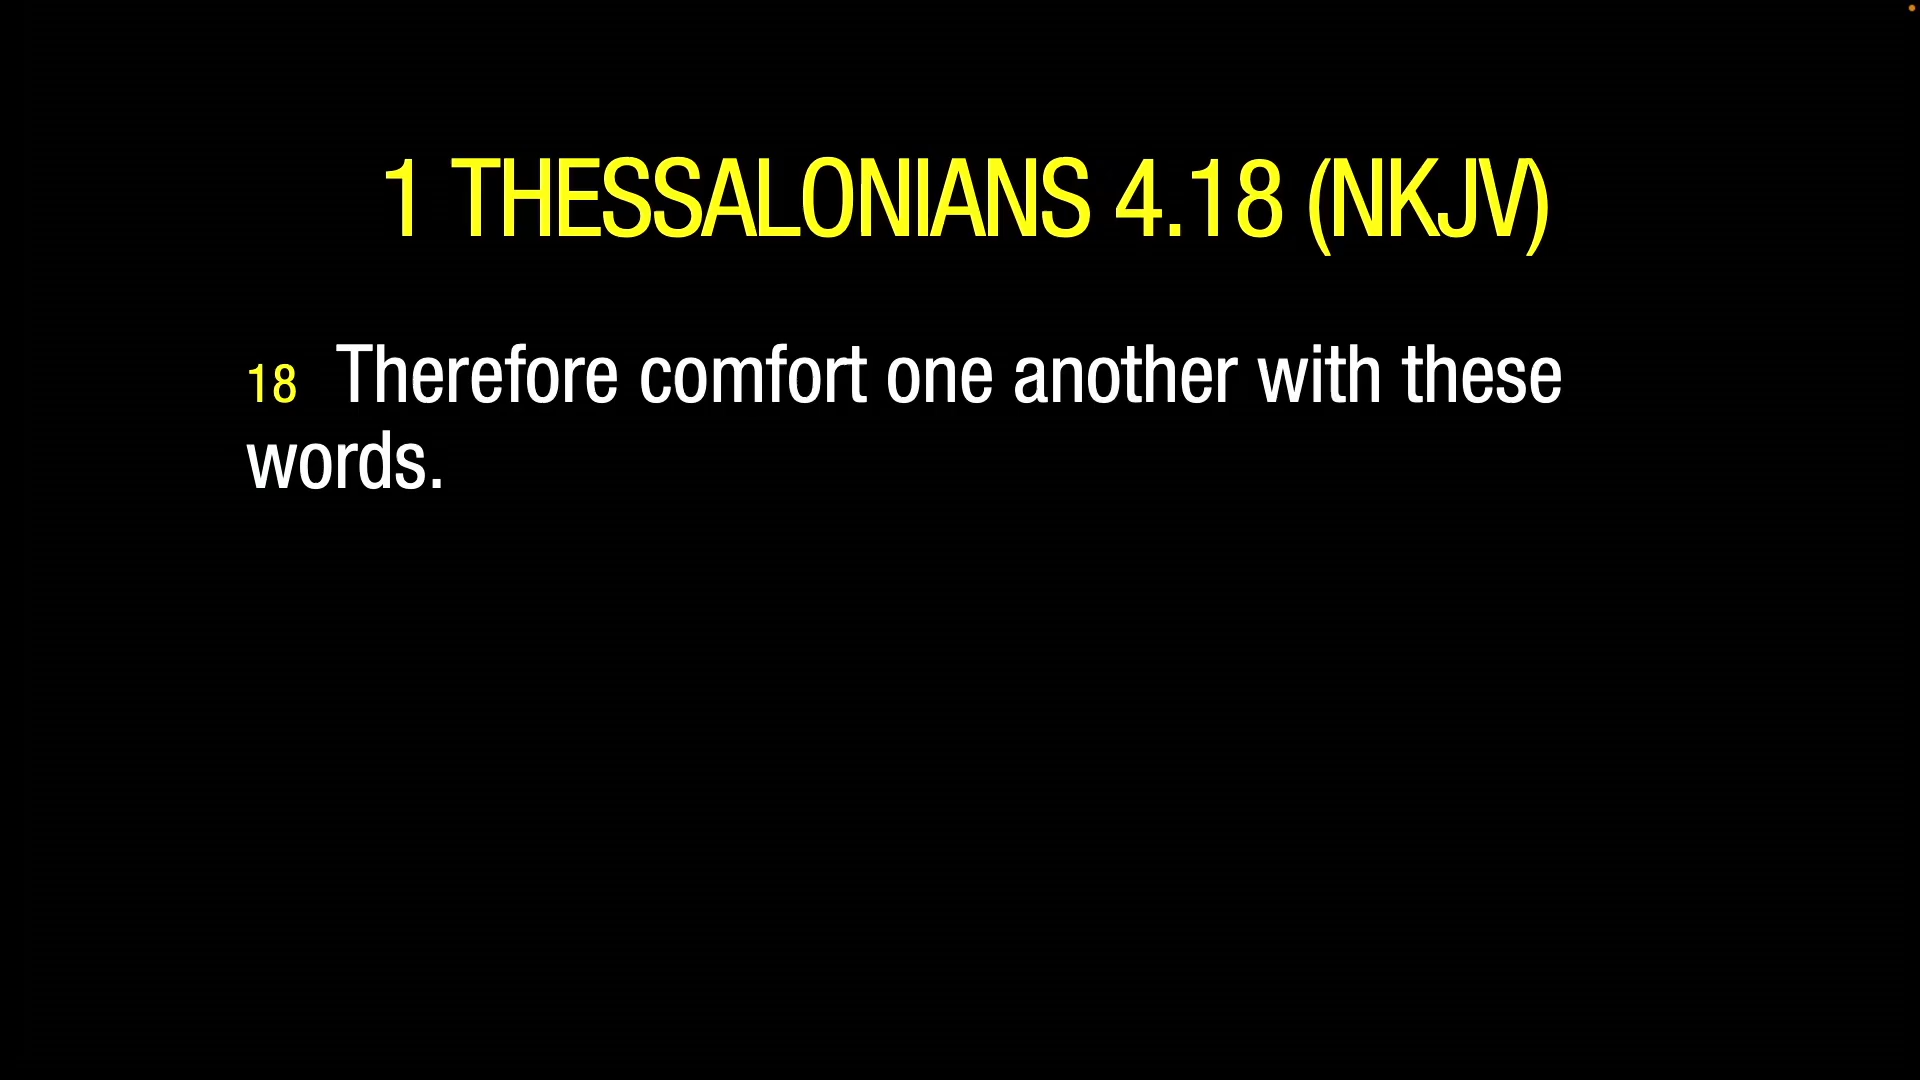 1 THESSALONIANS 4.18 (NKJV)
18 Therefore comfort one another with these
words.